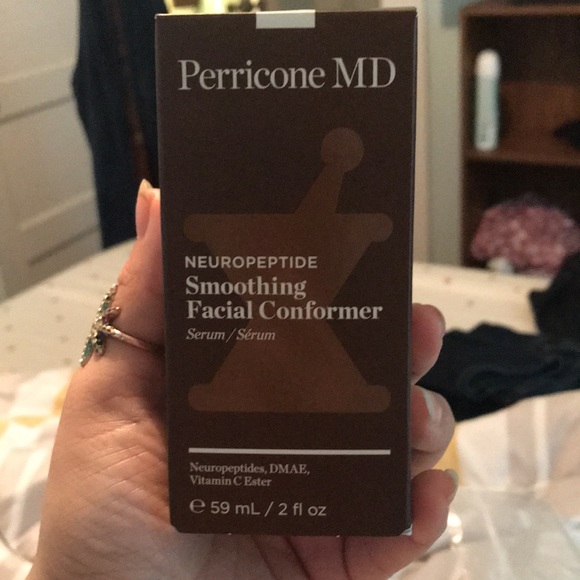 Perricone MD
NEUROPEPTIDE
Smoothing
Facial Conformer
Serum / Sérum
Neuropeptides, DMAE,
Vitamin C Ester
℮ 59 mL / 2 fl oz